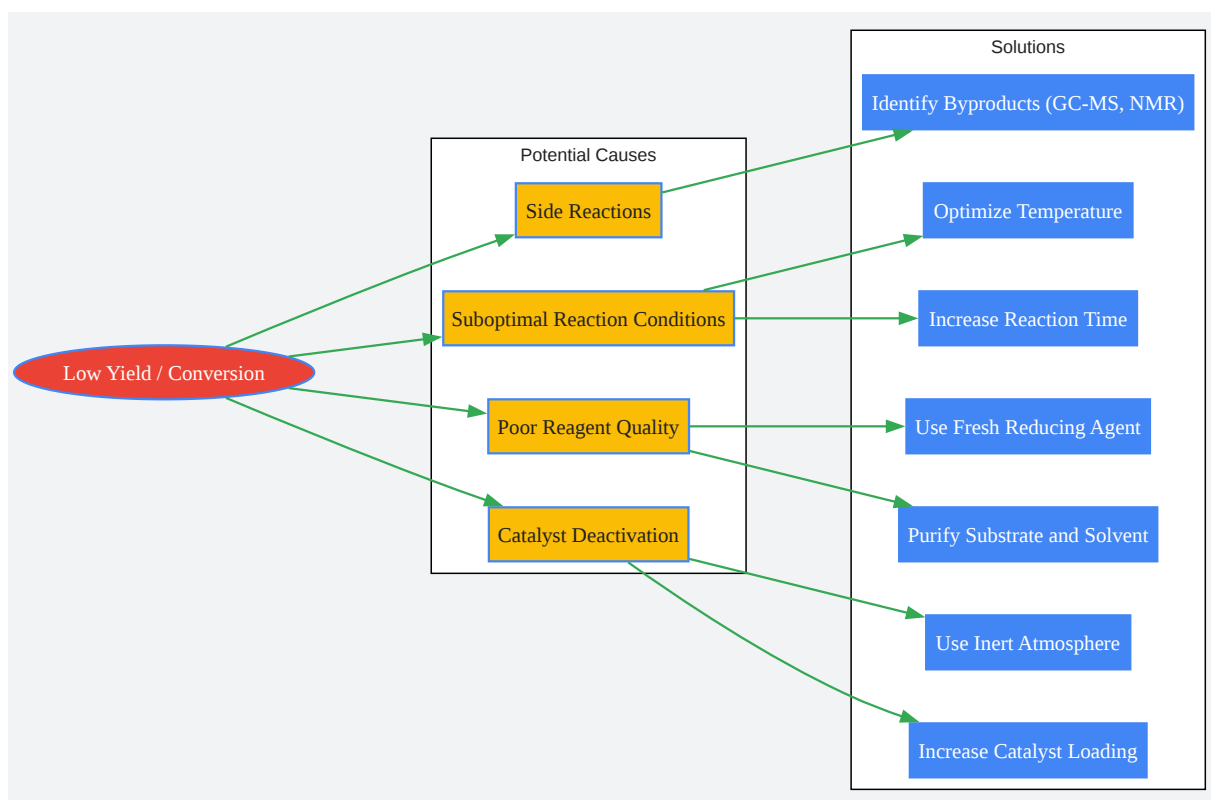 Low Yield / Conversion
Potential Causes
Side Reactions
Suboptimal Reaction Conditions
Poor Reagent Quality
Catalyst Deactivation
Solutions
Identify Byproducts (GC-MS, NMR)
Optimize Temperature
Increase Reaction Time
Use Fresh Reducing Agent
Purify Substrate and Solvent
Use Inert Atmosphere
Increase Catalyst Loading